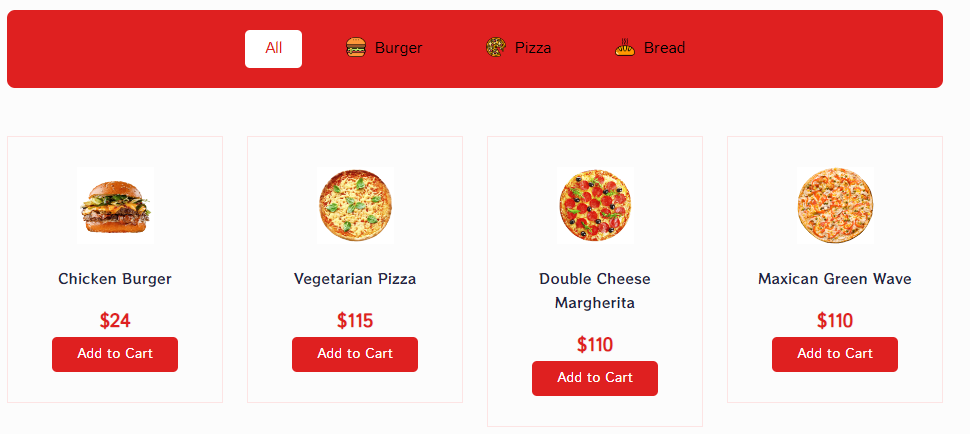 All
Burger
Pizza
Bread
Chicken Burger
$24
Add to Cart
Vegetarian Pizza
$115
Add to Cart
Double Cheese
Margherita
$110
Add to Cart
Maxican Green Wave
$110
Add to Cart